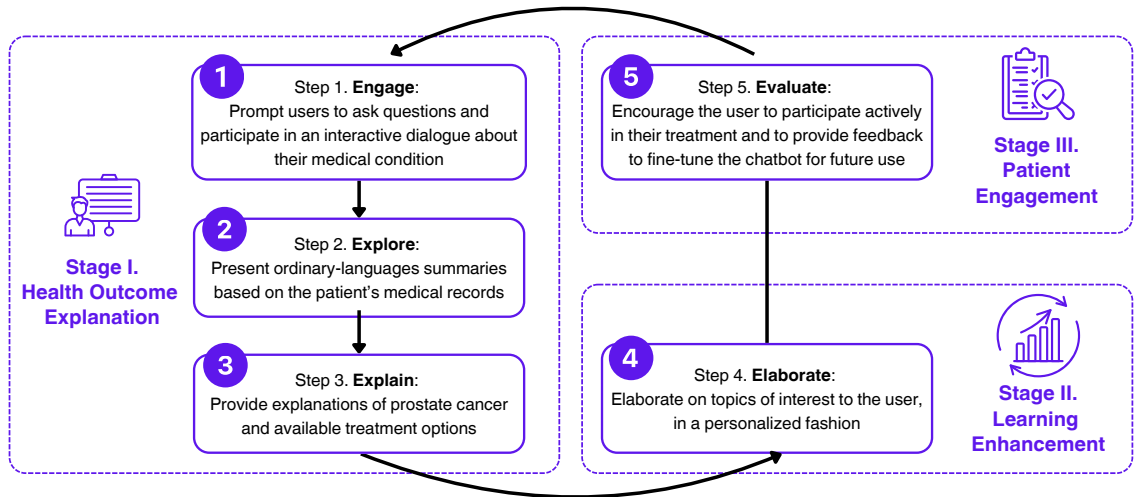 1
Step 1. Engage:
Prompt users to ask questions and
participate in an interactive dialogue about
their medical condition
2
Step 2. Explore:
Present ordinary-languages summaries
based on the patient's medical records
3
Step 3. Explain:
Provide explanations of prostate cancer
and available treatment options
Stage I.
Health Outcome
Explanation
4
Step 4. Elaborate:
Elaborate on topics of interest to the user,
in a personalized fashion
Stage II.
Learning
Enhancement
5
Step 5. Evaluate:
Encourage the user to participate actively
in their treatment and to provide feedback
to fine-tune the chatbot for future use
Stage III.
Patient
Engagement